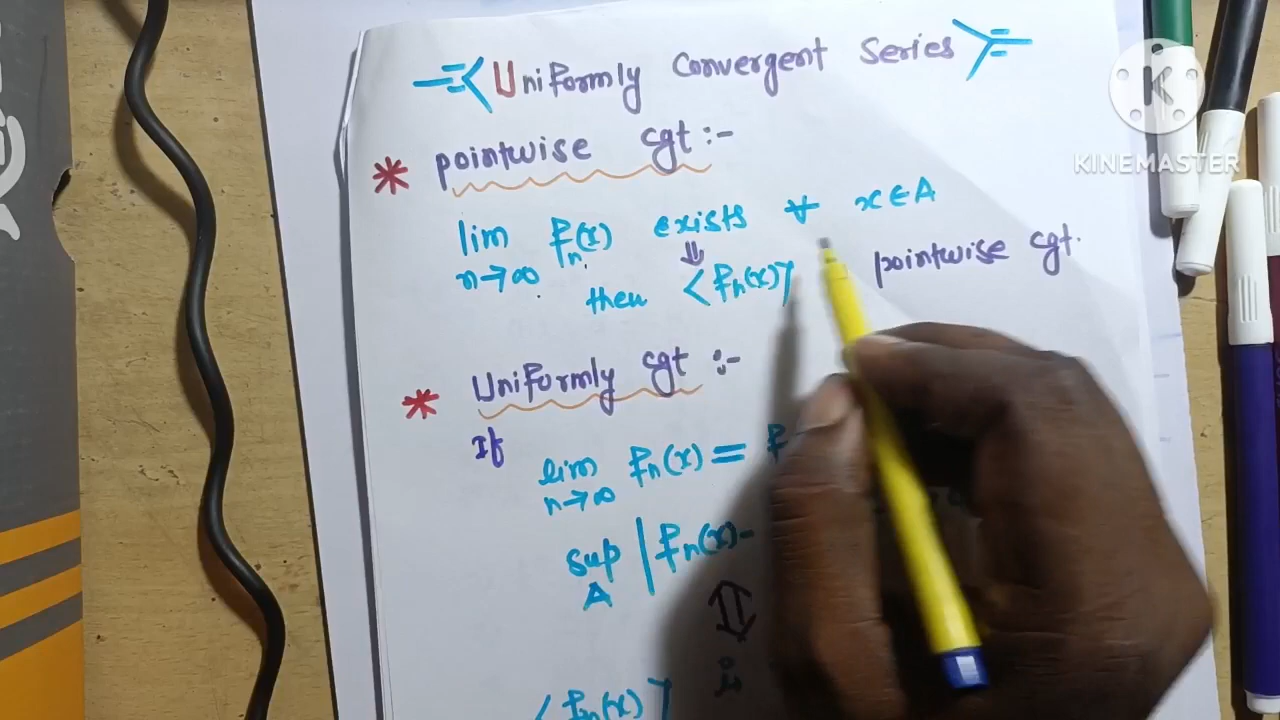 Uniformly Convergent Series
* pointwise cgt :-
lim n→∞ fn(x) exists ∀ x ∈ A
⇓
then <fn(x)> pointwise cgt.
* Uniformly cgt :-
If
lim n→∞ fn(x) =
sup A |fn(x) -
⇕
<fn(x)>
K
KINEMASTER